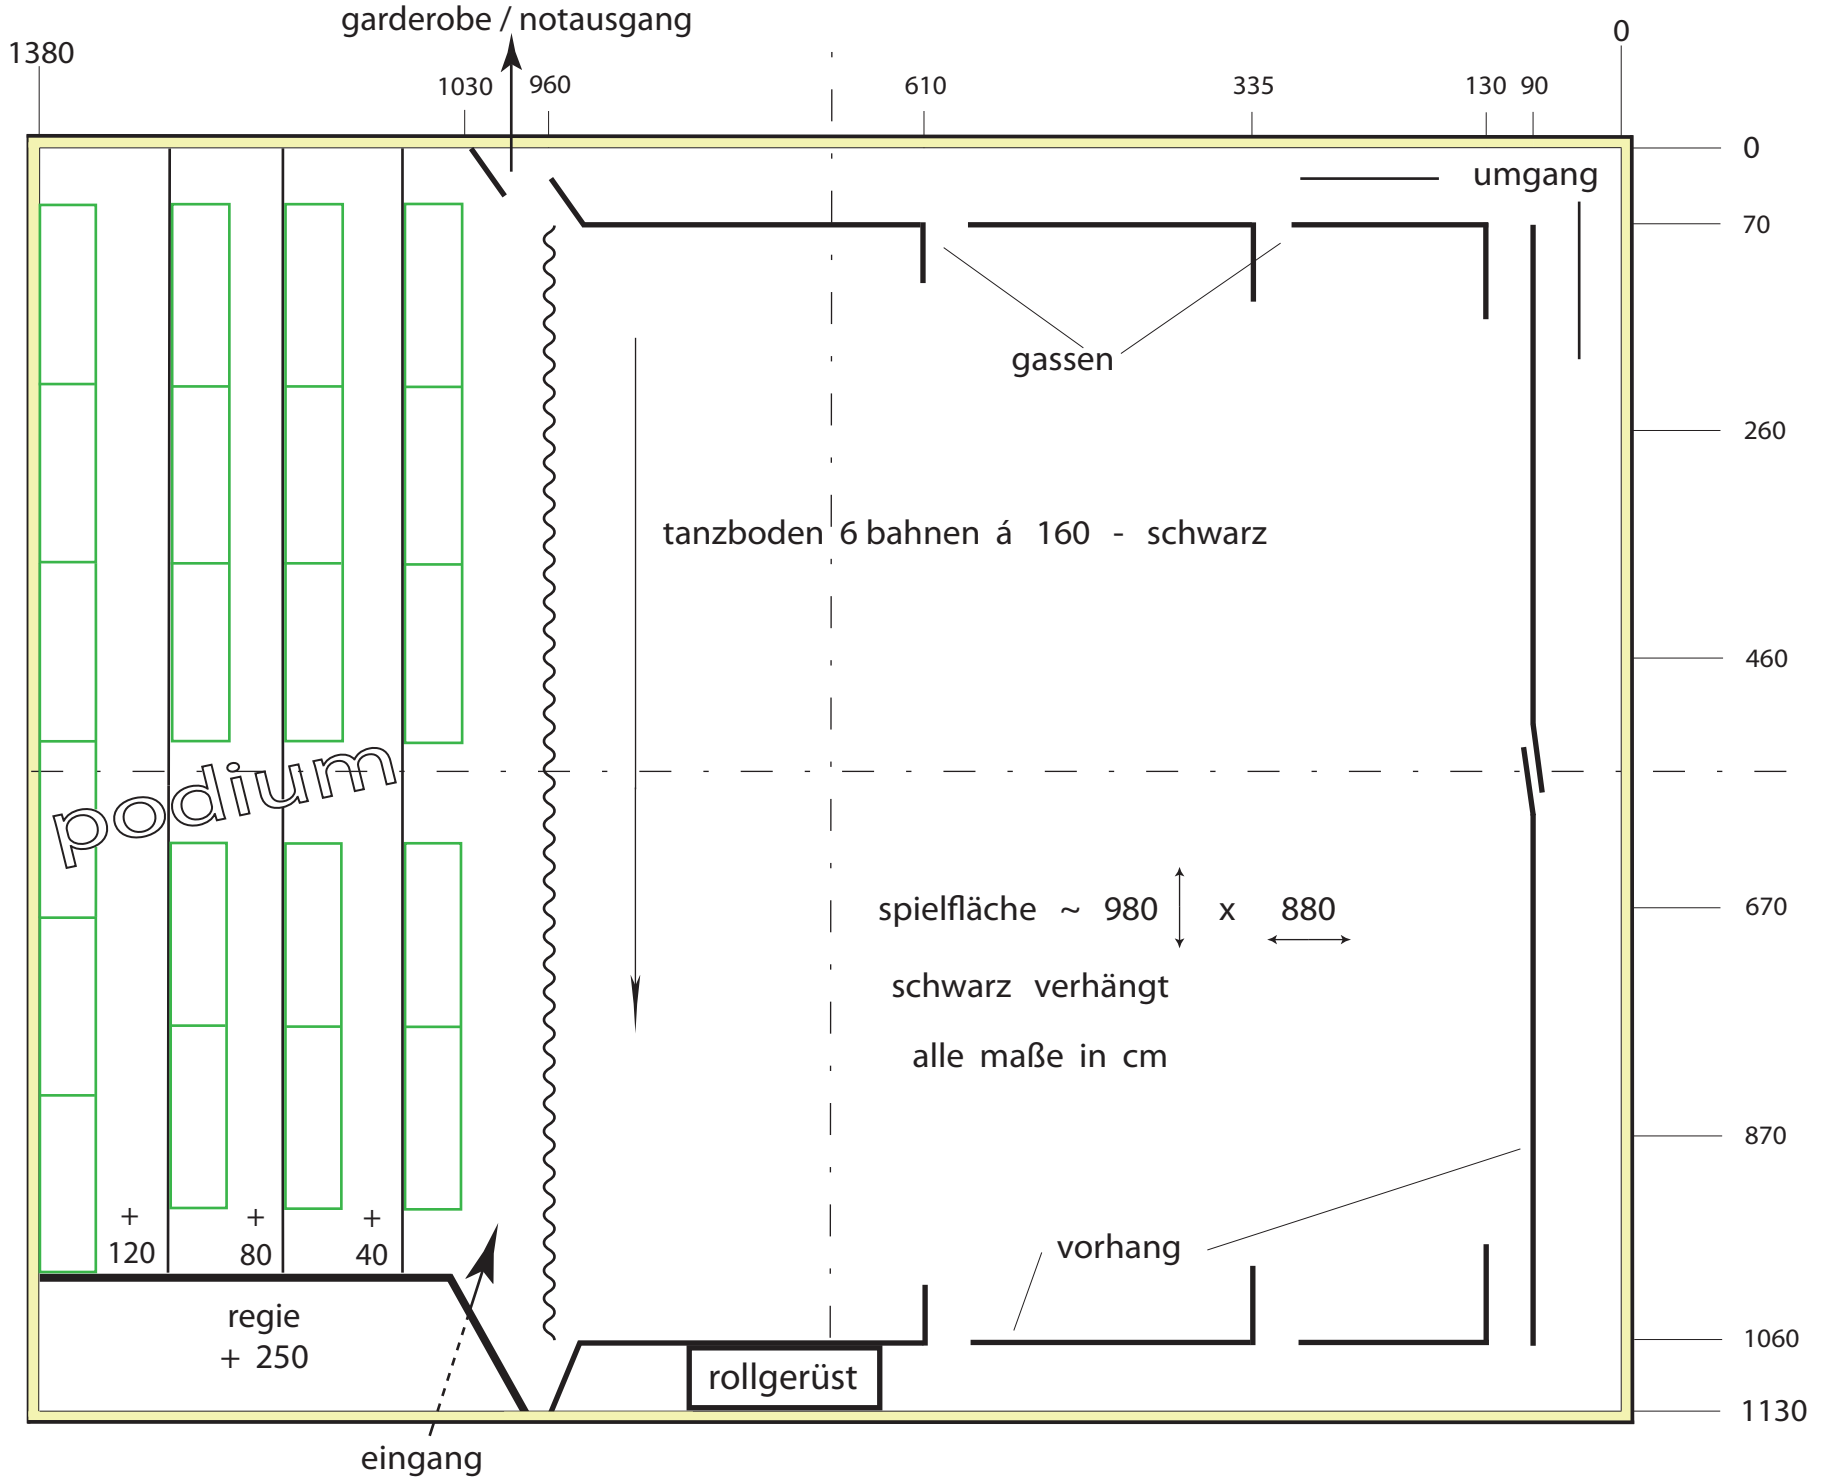 garderobe / notausgang
0
1380
1030 960 610 335 130 90
0
umgang
70
gassen
260
tanzboden 6 bahnen á 160 - schwarz
460
podium
spielfläche ~ 980 x 880
670
schwarz verhängt
alle maße in cm
870
+ + +
120 80 40
vorhang
regie
+ 250
1060
rollgerüst
1130
eingang